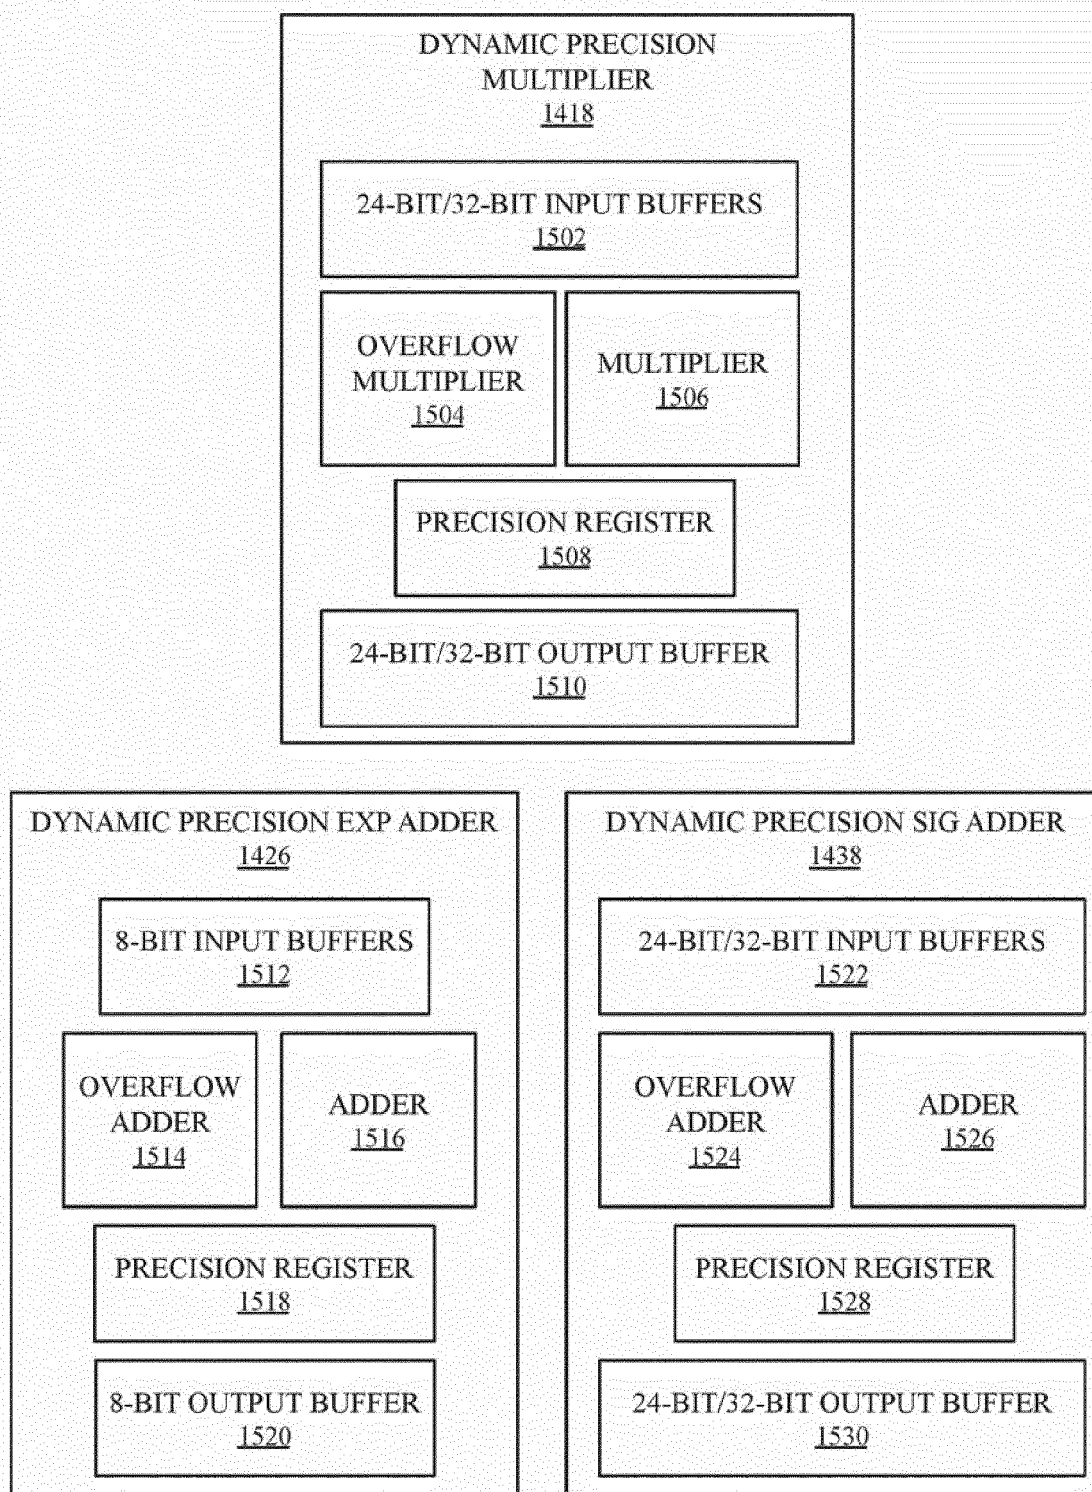 DYNAMIC PRECISION
MULTIPLIER
1418
24-BIT/32-BIT INPUT BUFFERS
1502
OVERFLOW
MULTIPLIER
1504
MULTIPLIER
1506
PRECISION REGISTER
1508
24-BIT/32-BIT OUTPUT BUFFER
1510
DYNAMIC PRECISION EXP ADDER
1426
8-BIT INPUT BUFFERS
1512
OVERFLOW
ADDER
1514
ADDER
1516
PRECISION REGISTER
1518
8-BIT OUTPUT BUFFER
1520
DYNAMIC PRECISION SIG ADDER
1438
24-BIT/32-BIT INPUT BUFFERS
1522
OVERFLOW
ADDER
1524
ADDER
1526
PRECISION REGISTER
1528
24-BIT/32-BIT OUTPUT BUFFER
1530